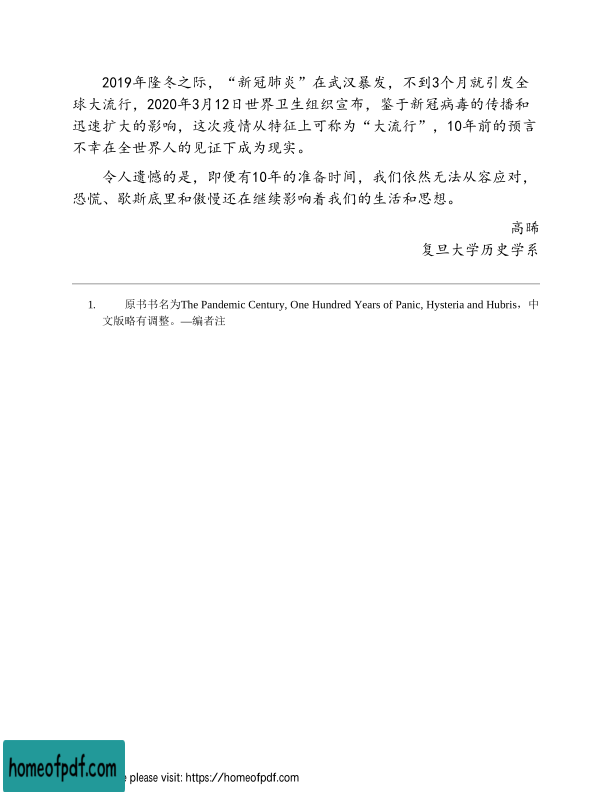 2019年隆冬之际，“新冠肺炎”在武汉暴发，不到3个月就引发全
球大流行，2020年3月12日世界卫生组织宣布，鉴于新冠病毒的传播和
迅速扩大的影响，这次疫情从特征上可称为“大流行”，10年前的预言
不幸在全世界人的见证下成为现实。
令人遗憾的是，即便有10年的准备时间，我们依然无法从容应对，
恐慌、歇斯底里和傲慢还在继续影响着我们的生活和思想。
高晞
复旦大学历史学系
1. 原书书名为The Pandemic Century, One Hundred Years of Panic, Hysteria and Hubris，中
文版略有调整。—编者注
homeofpdf.com
e please visit: https://homeofpdf.com